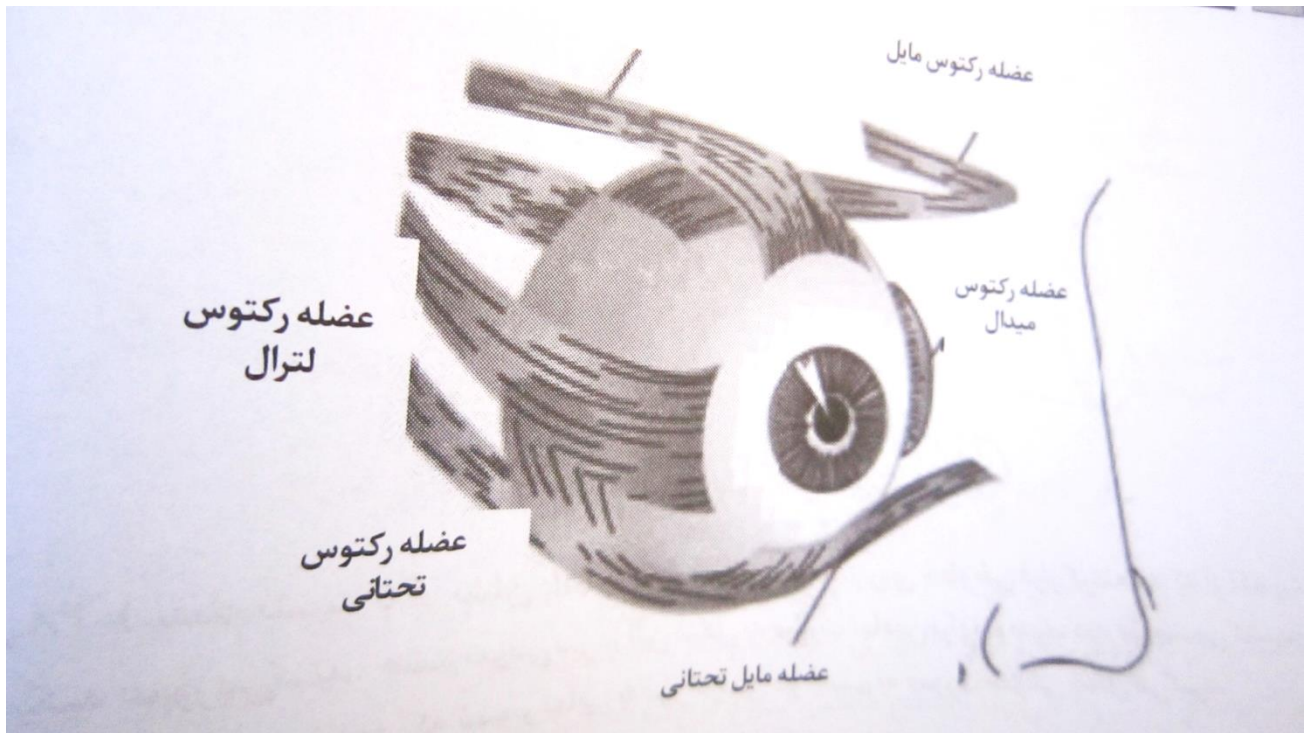 عضله رکتوس مایل
عضله رکتوس
میدال
عضله رکتوس
لترال
عضله رکتوس
تحتانی
عضله مایل تحتانی